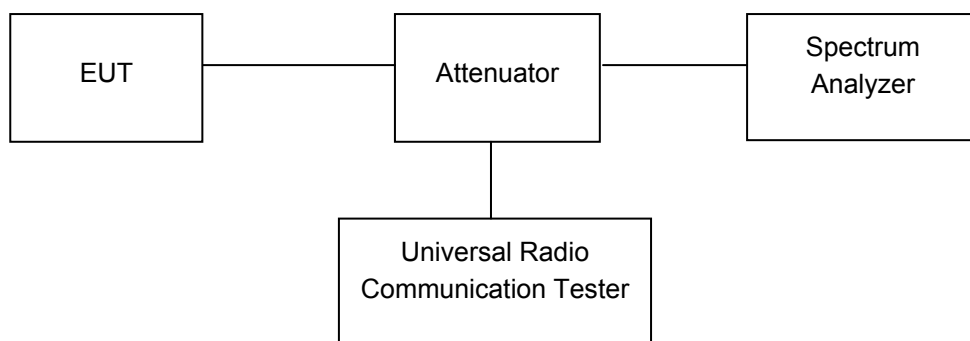 EUT
Attenuator
Spectrum
Analyzer
Universal Radio
Communication Tester